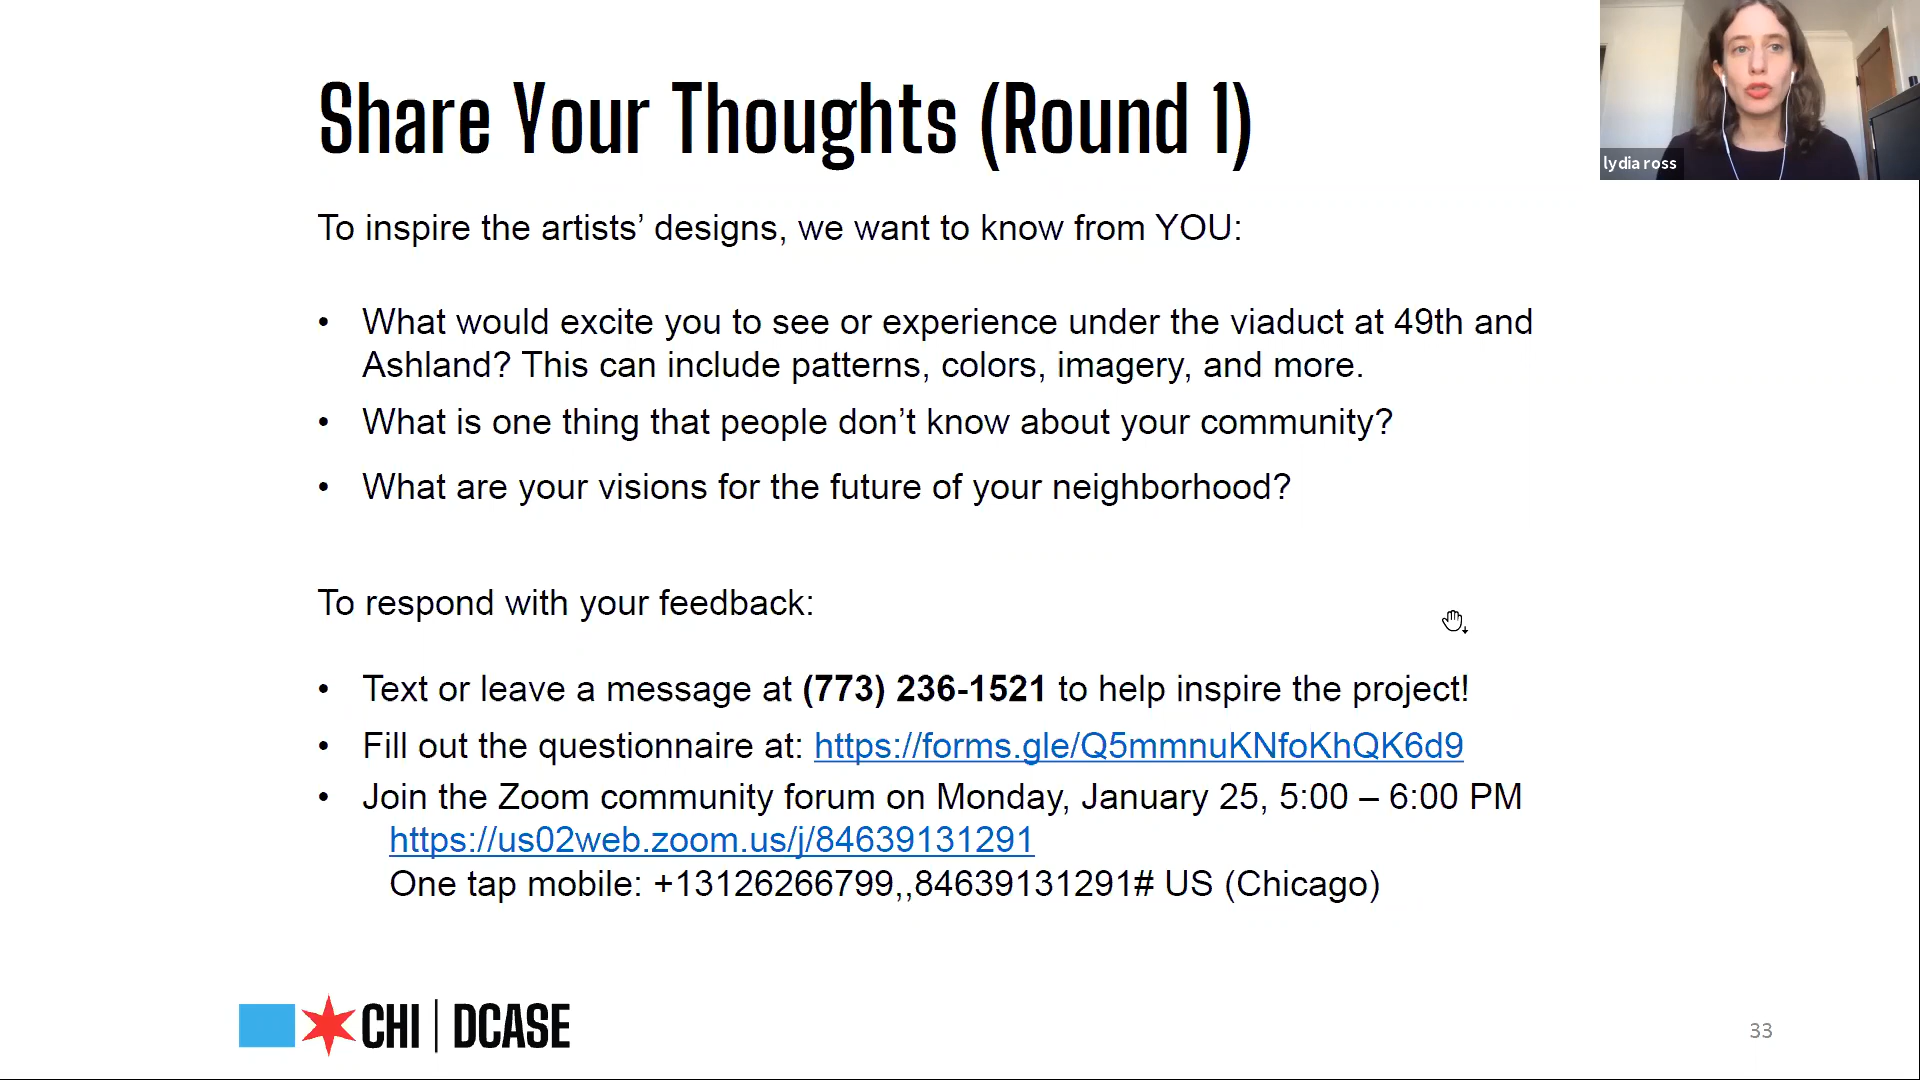 Share Your Thoughts (Round 1)
lydia ross
To inspire the artists’ designs, we want to know from YOU:
• What would excite you to see or experience under the viaduct at 49th and
Ashland? This can include patterns, colors, imagery, and more.
• What is one thing that people don’t know about your community?
• What are your visions for the future of your neighborhood?
To respond with your feedback:
• Text or leave a message at (773) 236-1521 to help inspire the project!
• Fill out the questionnaire at: https://forms.gle/Q5mmnuKNfoKhQK6d9
• Join the Zoom community forum on Monday, January 25, 5:00 – 6:00 PM
https://us02web.zoom.us/j/84639131291
One tap mobile: +13126266799,,84639131291# US (Chicago)
CHI | DCASE
33